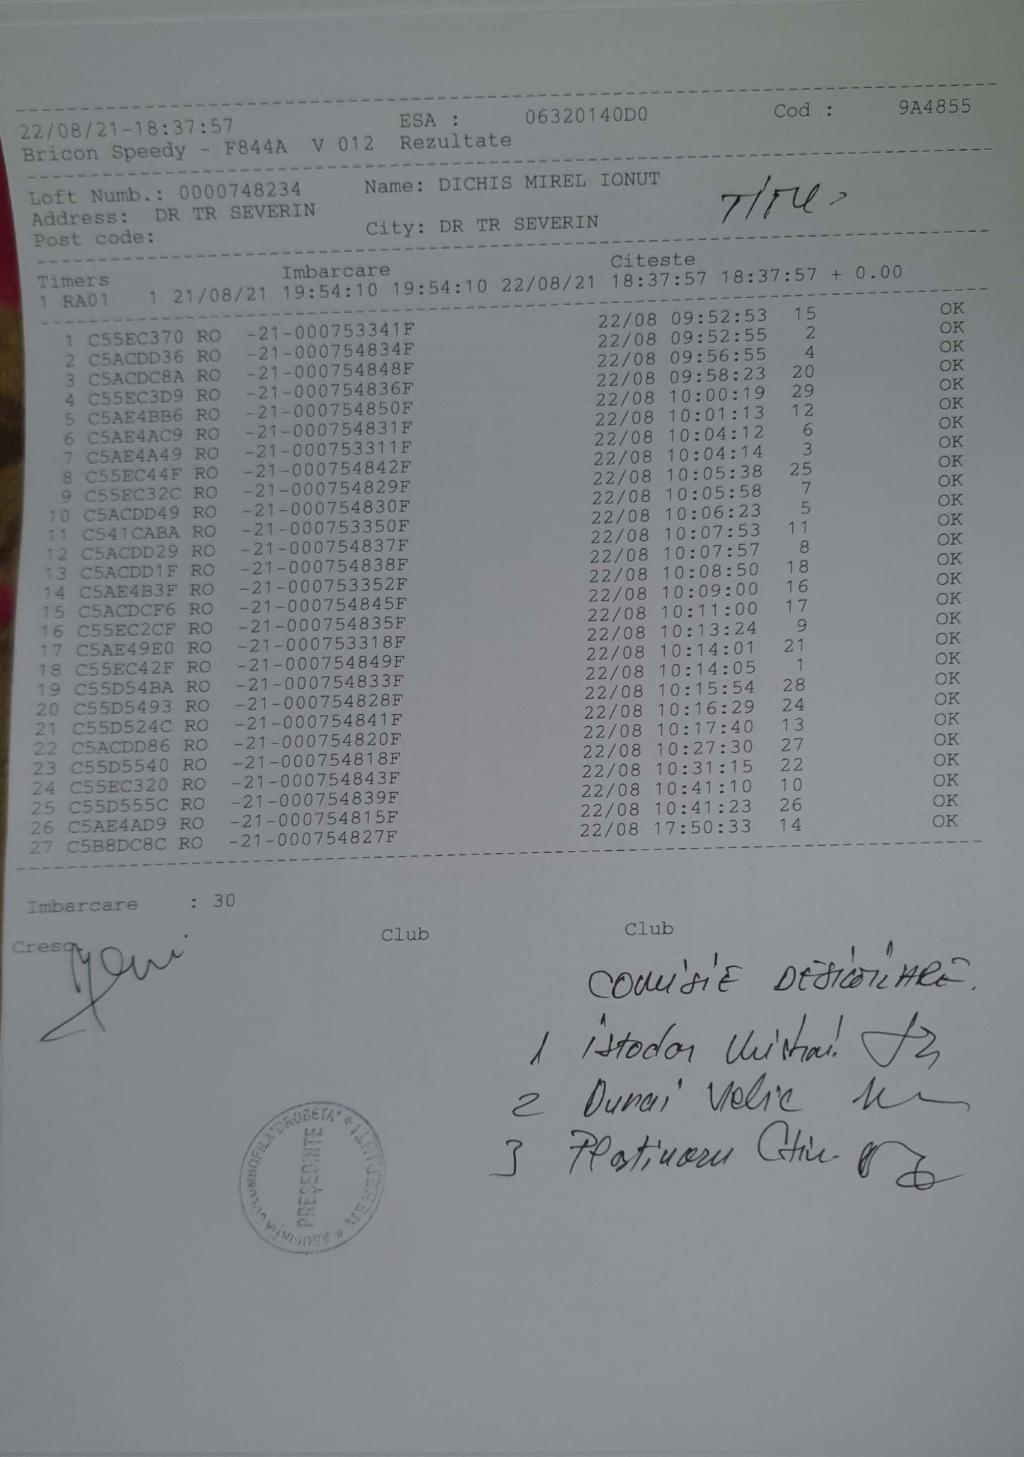 22/08/21-18:37:57 ESA : 06320140D0 Cod : 9A4855
Bricon Speedy - F844A V 012 Rezultate
Loft Numb.: 0000748234 Name: DICHIS MIREL IONUT
Address: DR TR SEVERIN
Post code: City: DR TR SEVERIN
Timers Imbarcare Citeste
1 RA01 1 21/08/21 19:54:10 19:54:10 22/08/21 18:37:57 18:37:57 + 0.00
1 C55EC370 RO -21-000753341F 22/08 09:52:53 15 OK
2 C5ACDD36 RO -21-000754834F 22/08 09:52:55 2 OK
3 C5ACDC8A RO -21-000754848F 22/08 09:56:55 4 OK
4 C55EC3D9 RO -21-000754836F 22/08 09:58:23 20 OK
5 C5AE4BB6 RO -21-000754850F 22/08 10:00:19 29 OK
6 C5AE4AC9 RO -21-000754831F 22/08 10:01:13 12 OK
7 C5AE4A49 RO -21-000753311F 22/08 10:04:12 6 OK
8 C55EC44F RO -21-000754842F 22/08 10:04:14 3 OK
9 C55EC32C RO -21-000754829F 22/08 10:05:38 25 OK
10 C5ACDD49 RO -21-000754830F 22/08 10:05:58 7 OK
11 C541CABA RO -21-000753350F 22/08 10:06:23 5 OK
12 C5ACDD29 RO -21-000754837F 22/08 10:07:53 11 OK
13 C5ACDD1F RO -21-000754838F 22/08 10:07:57 8 OK
14 C5AE4B3F RO -21-000753352F 22/08 10:08:50 18 OK
15 C5ACDCF6 RO -21-000754845F 22/08 10:09:00 16 OK
16 C55EC2CF RO -21-000754835F 22/08 10:11:00 17 OK
17 C5AE49E0 RO -21-000753318F 22/08 10:13:24 9 OK
18 C55EC42F RO -21-000754849F 22/08 10:14:01 21 OK
19 C55D54BA RO -21-000754833F 22/08 10:14:05 1 OK
20 C55D5493 RO -21-000754828F 22/08 10:15:54 28 OK
21 C55D524C RO -21-000754841F 22/08 10:16:29 24 OK
22 C5ACDD86 RO -21-000754820F 22/08 10:17:40 13 OK
23 C55D5540 RO -21-000754818F 22/08 10:27:30 27 OK
24 C55EC320 RO -21-000754843F 22/08 10:31:15 22 OK
25 C55D555C RO -21-000754839F 22/08 10:41:10 10 OK
26 C5AE4AD9 RO -21-000754815F 22/08 10:41:23 26 OK
27 C5B8DC8C RO -21-000754827F 22/08 17:50:33 14 OK
Imbarcare : 30
Club Club
COMISIE
1 Istodor Mihai
2 Dunai
3
ASOCIAȚIA COLUMBOFILA "DROBETA" * MEHEDINTI *
PREȘEDINTE